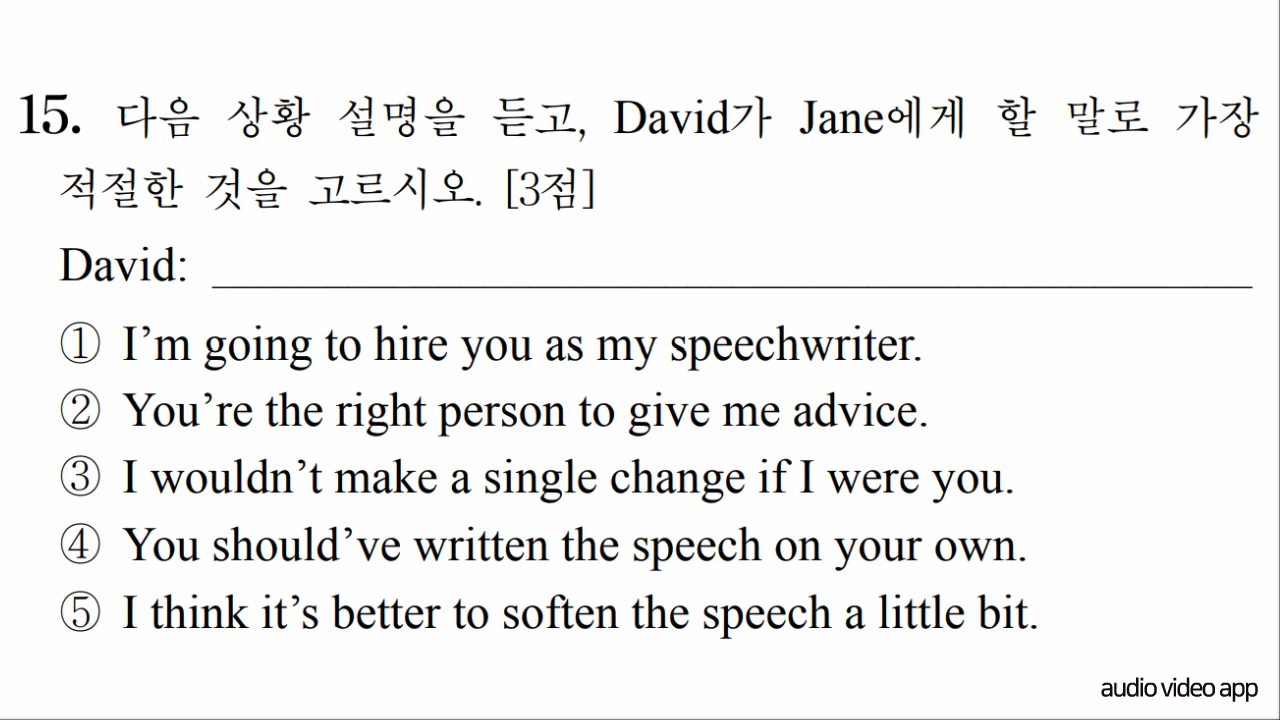 15. 다음 상황 설명을 듣고, David가 Jane에게 할 말로 가장
적절한 것을 고르시오. [3점]
David: ______________________________
① I’m going to hire you as my speechwriter.
② You’re the right person to give me advice.
③ I wouldn’t make a single change if I were you.
④ You should’ve written the speech on your own.
⑤ I think it’s better to soften the speech a little bit.
audio video app